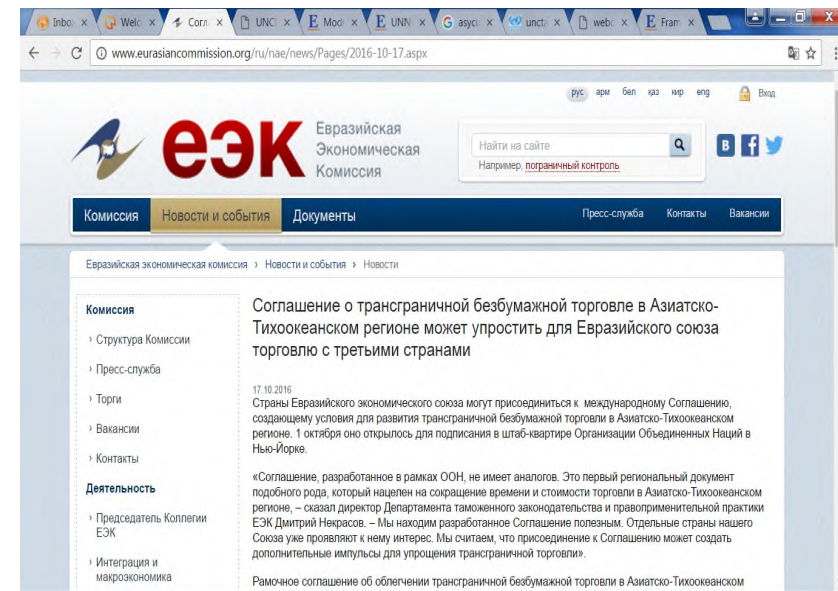 Inbo
Welc
Согл
UNC
Mod
UNN
asyc
unct
web
Fram
www.eurasiancommission.org/ru/nae/news/Pages/2016-10-17.aspx
рус арм бел қаз кир eng Вход
еэк
Евразийская
Экономическая
Комиссия
Найти на сайте
Например, пограничный контроль
Комиссия Новости и события Документы Пресс-служба Контакты Вакансии
Евразийская экономическая комиссия › Новости и события › Новости
Комиссия
› Структура Комиссии
› Пресс-служба
› Торги
› Вакансии
› Контакты
Деятельность
› Председатель Коллегии
ЕЭК
› Интеграция и
макроэкономика
Соглашение о трансграничной безбумажной торговле в Азиатско-
Тихоокеанском регионе может упростить для Евразийского союза
торговлю с третьими странами
17.10.2016
Страны Евразийского экономического союза могут присоединиться к международному Соглашению,
создающему условия для развития трансграничной безбумажной торговли в Азиатско-Тихоокеанском
регионе. 1 октября оно открылось для подписания в штаб-квартире Организации Объединенных Наций в
Нью-Йорке.
«Соглашение, разработанное в рамках ООН, не имеет аналогов. Это первый региональный документ
подобного рода, который нацелен на сокращение времени и стоимости торговли в Азиатско-Тихоокеанском
регионе, – сказал директор Департамента таможенного законодательства и правоприменительной практики
ЕЭК Дмитрий Некрасов. – Мы находим разработанное Соглашение полезным. Отдельные страны нашего
Союза уже проявляют к нему интерес. Мы считаем, что присоединение к Соглашению может создать
дополнительные импульсы для упрощения трансграничной торговли».
Рамочное соглашение об облегчении трансграничной безбумажной торговли в Азиатско-Тихоокеанском